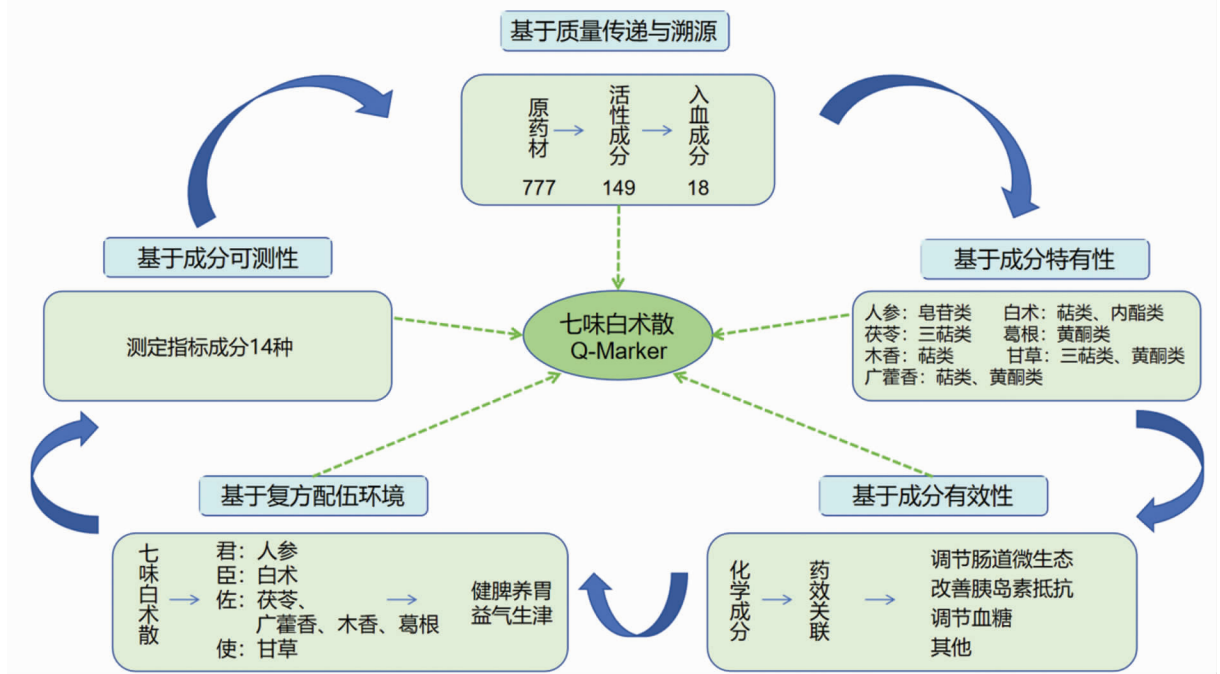 基于质量传递与溯源
原药材 → 活性成分 → 入血成分
777 149 18
基于成分可测性
测定指标成分14种
七味白术散
Q-Marker
基于成分特有性
人参：皂苷类 白术：萜类、内酯类
茯苓：三萜类 葛根：黄酮类
木香：萜类 甘草：三萜类、黄酮类
广藿香：萜类、黄酮类
基于复方配伍环境
七味白术散
君：人参
臣：白术
佐：茯苓、
广藿香、木香、葛根
使：甘草
健脾养胃
益气生津
基于成分有效性
化学成分
药效关联
调节肠道微生态
改善胰岛素抵抗
调节血糖
其他